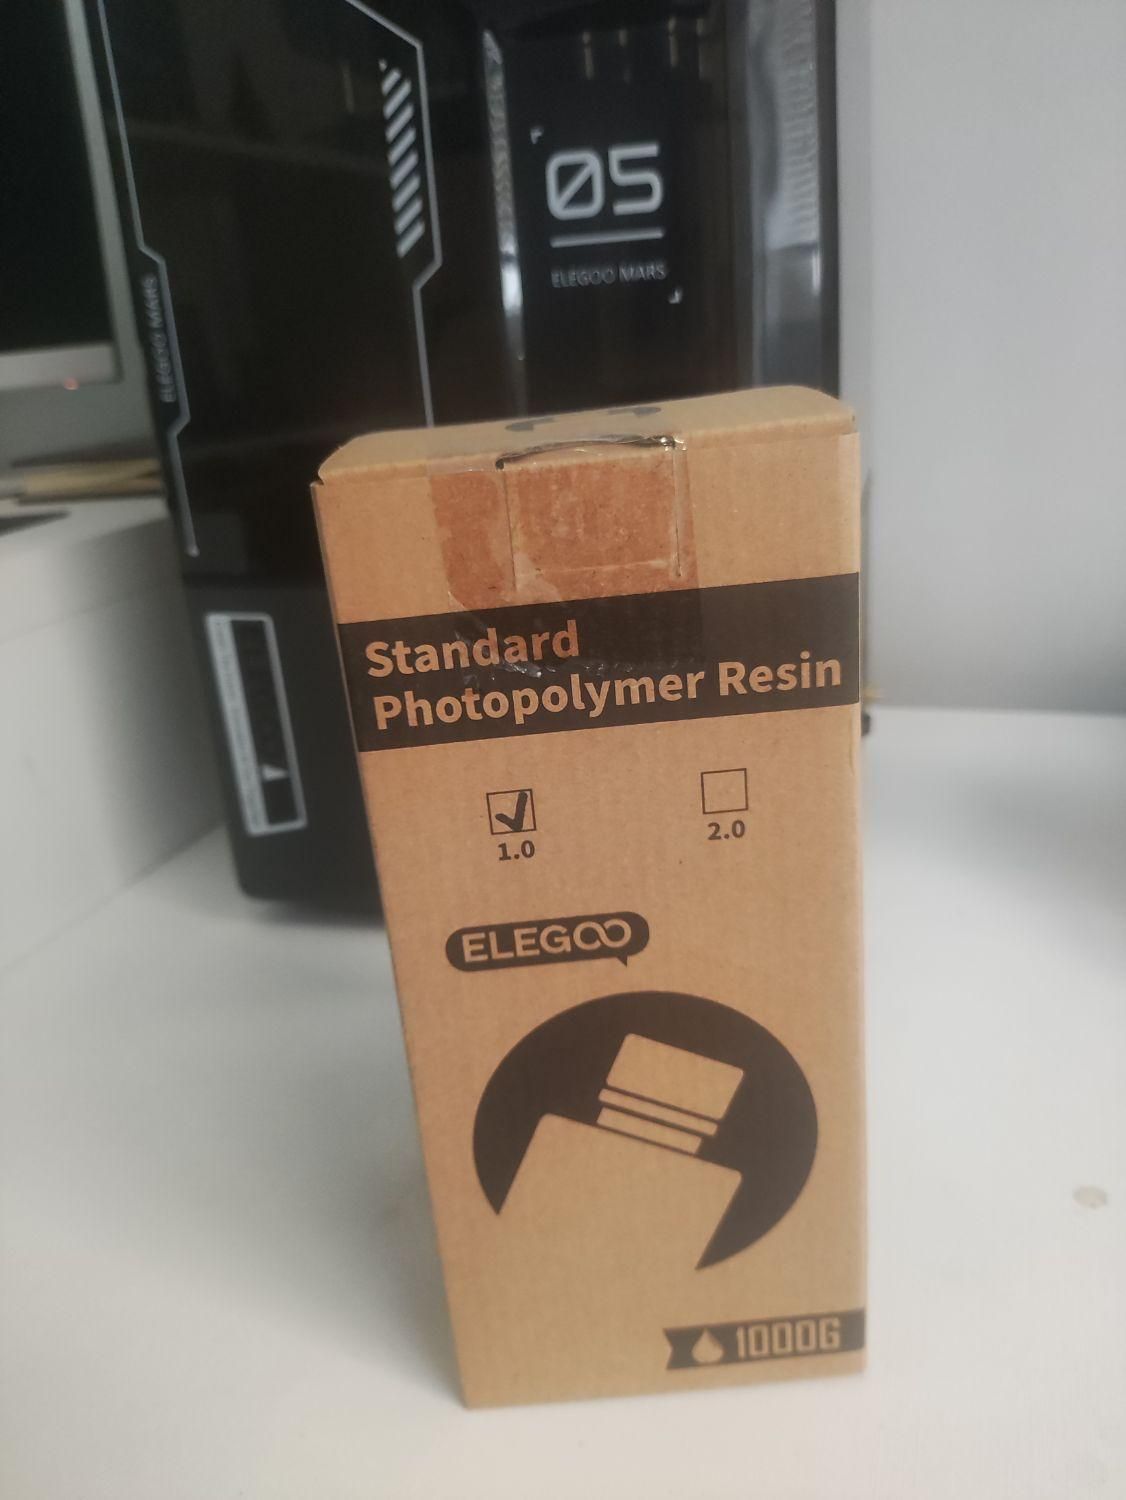 05
ELEGOO MARS
ELEGOO MARS
Standard
Photopolymer Resin
1.0
2.0
ELEGOO
1000G